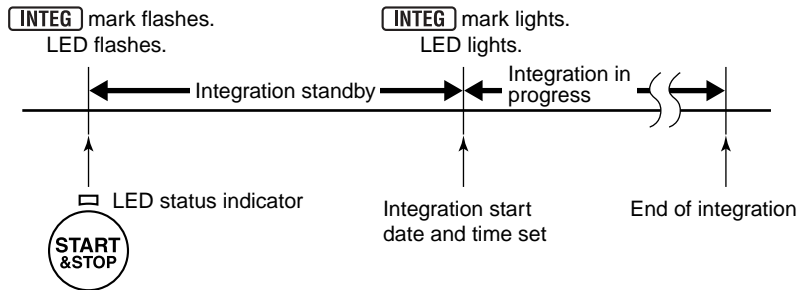 INTEG mark flashes.
LED flashes.
INTEG mark lights.
LED lights.
Integration standby
Integration in
progress
LED status indicator
START
&STOP
Integration start
date and time set
End of integration